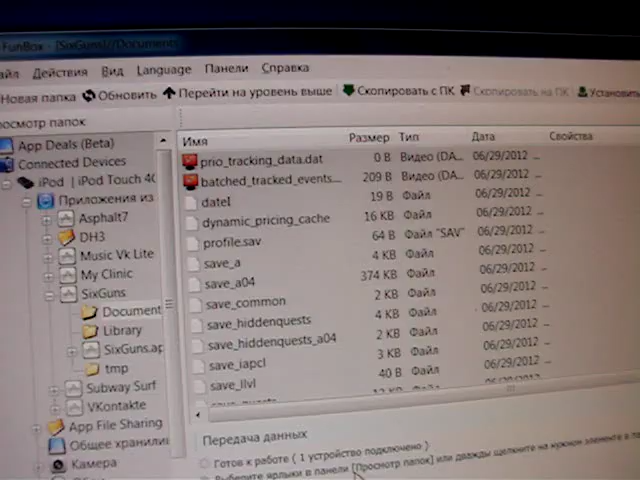 FunBox - [SixGuns]//Documents
Действия Вид Language Панели Справка
Новая папка Обновить Перейти на уровень выше Скопировать с ПК Скопировать на ПК Установить
папок
App Deals (Beta)
Connected Devices
iPod | iPod Touch 4G
Приложения из
Asphalt7
DH3
Music Vk Lite
My Clinic
SixGuns
Document
Library
SixGuns.ap
tmp
Subway Surf
VKontakte
App File Sharing
Общее хранили
Камера
Имя Размер Тип Дата Свойства
prio_tracking_data.dat 0 B Видео (DA... 06/29/2012 ...
batched_tracked_events... 209 B Видео (DA... 06/29/2012 ...
dateI 19 B Файл 06/29/2012 ...
dynamic_pricing_cache 16 KB Файл 06/29/2012 ...
profile.sav 64 B Файл "SAV" 06/29/2012 ...
save_a 4 KB Файл 06/29/2012 ...
save_a04 374 KB Файл 06/29/2012 ...
save_common 2 KB Файл 06/29/2012 ...
save_hiddenquests 4 KB Файл 06/29/2012 ...
save_hiddenquests_a04 2 KB Файл 06/29/2012 ...
save_iapcl 3 KB Файл 06/29/2012 ...
save_llvl 40 B Файл 06/29/2012 ...
Передача данных
Готов к работе ( 1 устройство подключено )
Выберите ярлыки в панели [Просмотр папок] или дважды щелкните на нужном элементе в